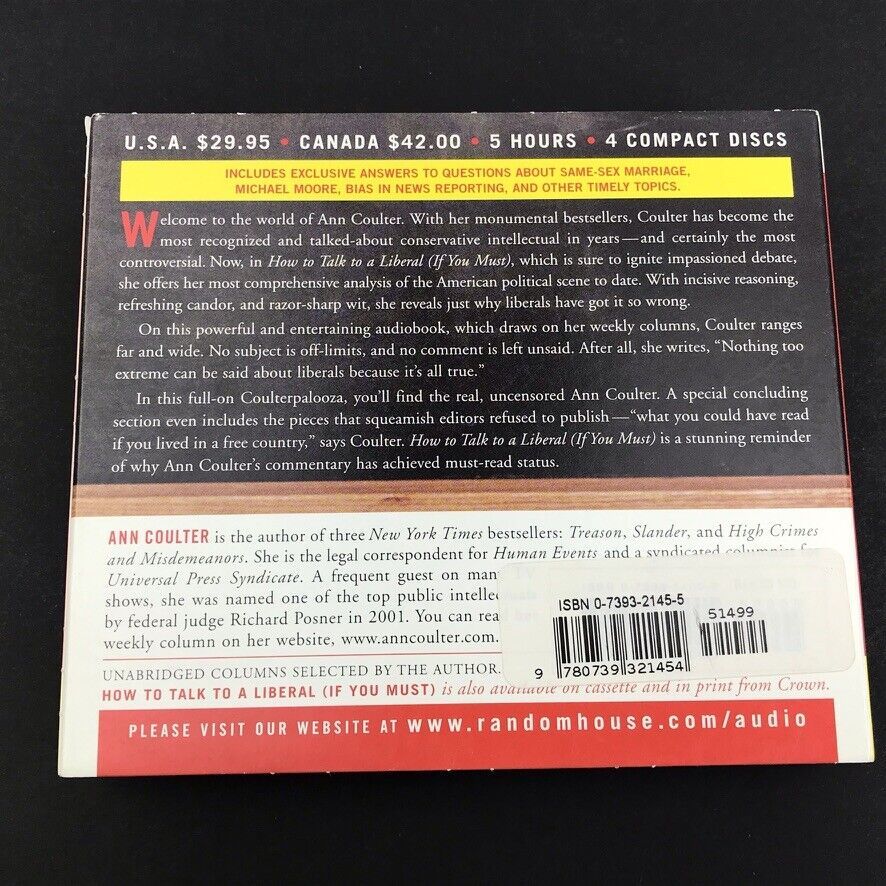 U.S.A. $29.95 • CANADA $42.00 • 5 HOURS • 4 COMPACT DISCS
INCLUDES EXCLUSIVE ANSWERS TO QUESTIONS ABOUT SAME-SEX MARRIAGE,
MICHAEL MOORE, BIAS IN NEWS REPORTING, AND OTHER TIMELY TOPICS.
Welcome to the world of Ann Coulter. With her monumental bestsellers, Coulter has become the
most recognized and talked-about conservative intellectual in years—and certainly the most
controversial. Now, in How to Talk to a Liberal (If You Must), which is sure to ignite impassioned debate,
she offers her most comprehensive analysis of the American political scene to date. With incisive reasoning,
refreshing candor, and razor-sharp wit, she reveals just why liberals have got it so wrong.
On this powerful and entertaining audiobook, which draws on her weekly columns, Coulter ranges
far and wide. No subject is off-limits, and no comment is left unsaid. After all, she writes, “Nothing too
extreme can be said about liberals because it’s all true.”
In this full-on Coulterpalooza, you’ll find the real, uncensored Ann Coulter. A special concluding
section even includes the pieces that squeamish editors refused to publish—“what you could have read
if you lived in a free country,” says Coulter. How to Talk to a Liberal (If You Must) is a stunning reminder
of why Ann Coulter’s commentary has achieved must-read status.
ANN COULTER is the author of three New York Times bestsellers: Treason, Slander, and High Crimes
and Misdemeanors. She is the legal correspondent for Human Events and a syndicated columnist for
Universal Press Syndicate. A frequent guest on many TV
shows, she was named one of the top public intellectuals
by federal judge Richard Posner in 2001. You can read her
weekly column on her website, www.anncoulter.com.
ISBN 0-7393-2145-5
51499
9 780739 321454
UNABRIDGED COLUMNS SELECTED BY THE AUTHOR.
HOW TO TALK TO A LIBERAL (IF YOU MUST) is also available on cassette and in print from Crown.
PLEASE VISIT OUR WEBSITE AT www.randomhouse.com/audio